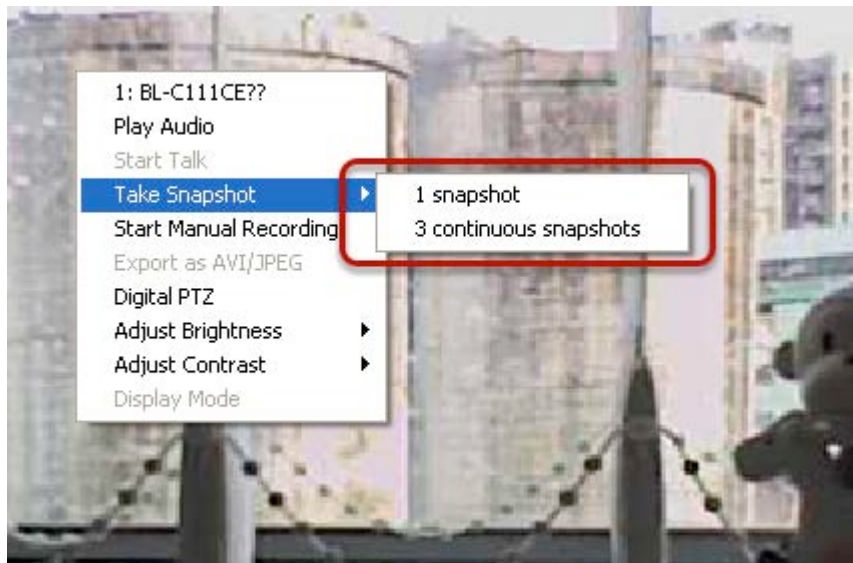 1: BL-C111CE??
Play Audio
Start Talk
Take Snapshot
Start Manual Recording
Export as AVI/JPEG
Digital PTZ
Adjust Brightness
Adjust Contrast
Display Mode
1 snapshot
3 continuous snapshots